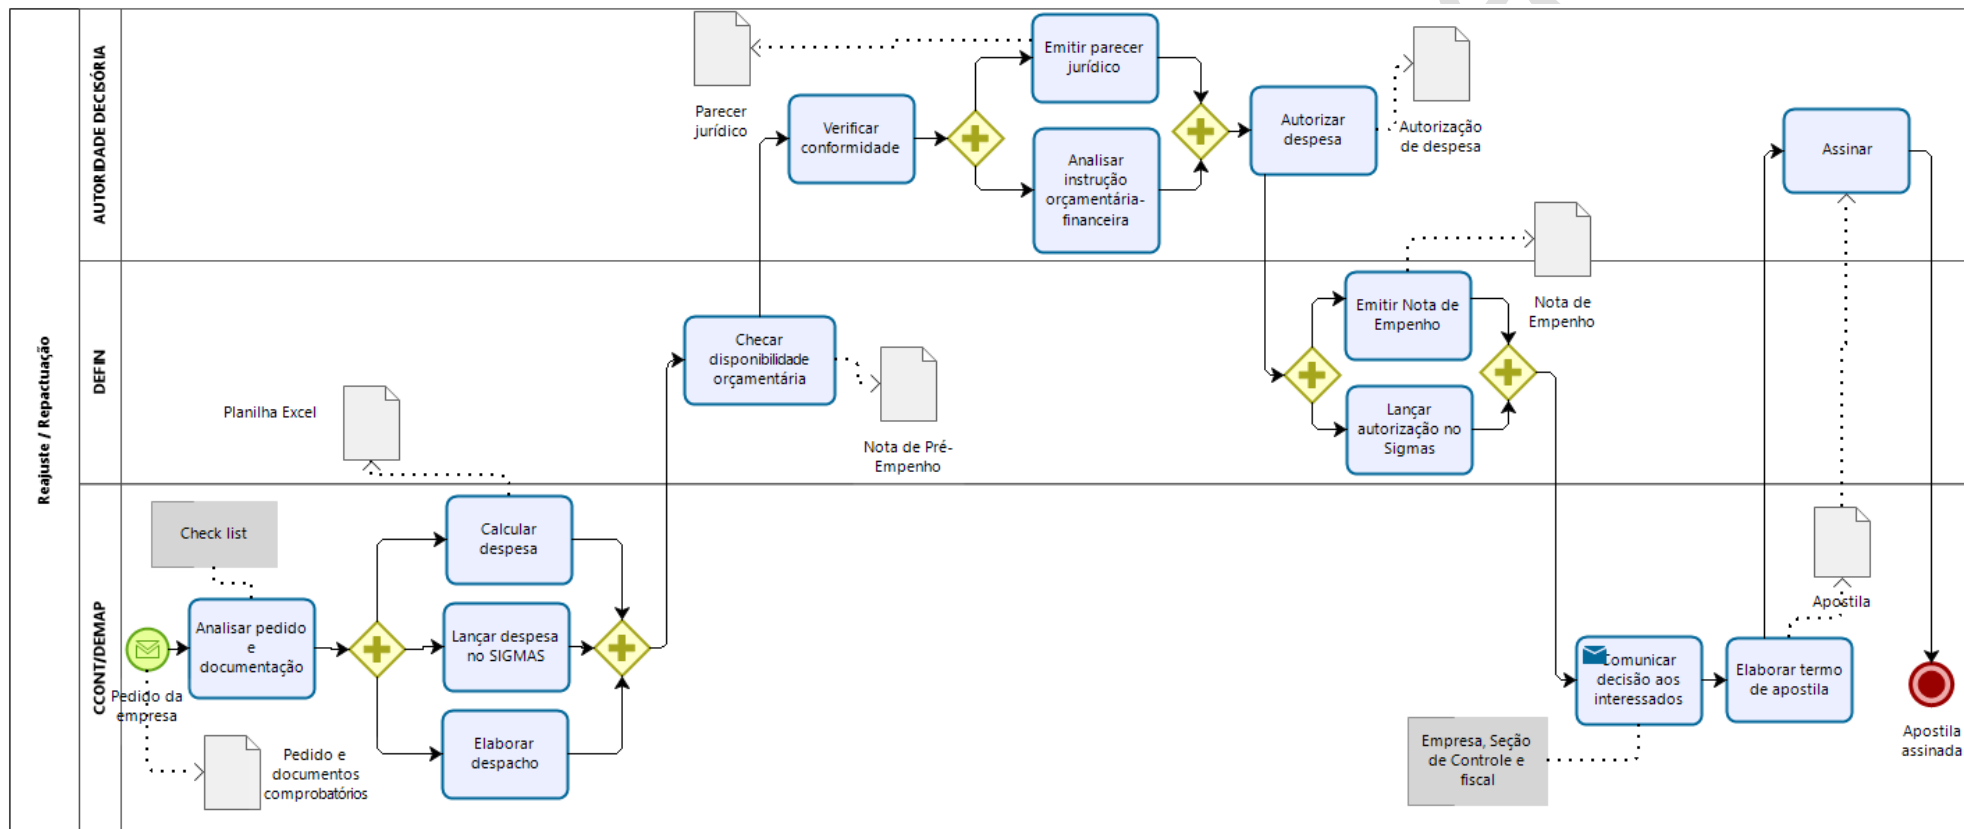 Reajuste / Repactuação
AUTORIDADE DECISÓRIA
Parecer
jurídico
Emitir parecer
jurídico
Verificar
conformidade
Analisar
instrução
orçamentária-
financeira
Autorizar
despesa
Autorização
de despesa
Assinar
DEFIN
Checar
disponibilidade
orçamentária
Nota de Pré-
Empenho
Emitir Nota de
Empenho
Nota de
Empenho
Lançar
autorização no
Sigmas
Planilha Excel
CCONT/DEMAP
Check list
Pedido da
empresa
Analisar pedido
e
documentação
Pedido e
documentos
comprobatórios
Calcular
despesa
Lançar despesa
no SIGMAS
Elaborar
despacho
Comunicar
decisão aos
interessados
Empresa, Seção
de Controle e
fiscal
Elaborar termo
de apostila
Apostila
Apostila
assinada